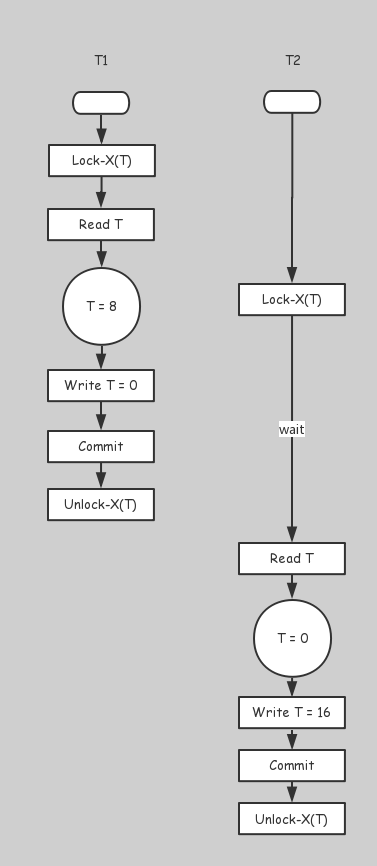 T1
Lock-X(T)
Read T
T = 8
Write T = 0
Commit
Unlock-X(T)
T2
Lock-X(T)
wait
Read T
T = 0
Write T = 16
Commit
Unlock-X(T)